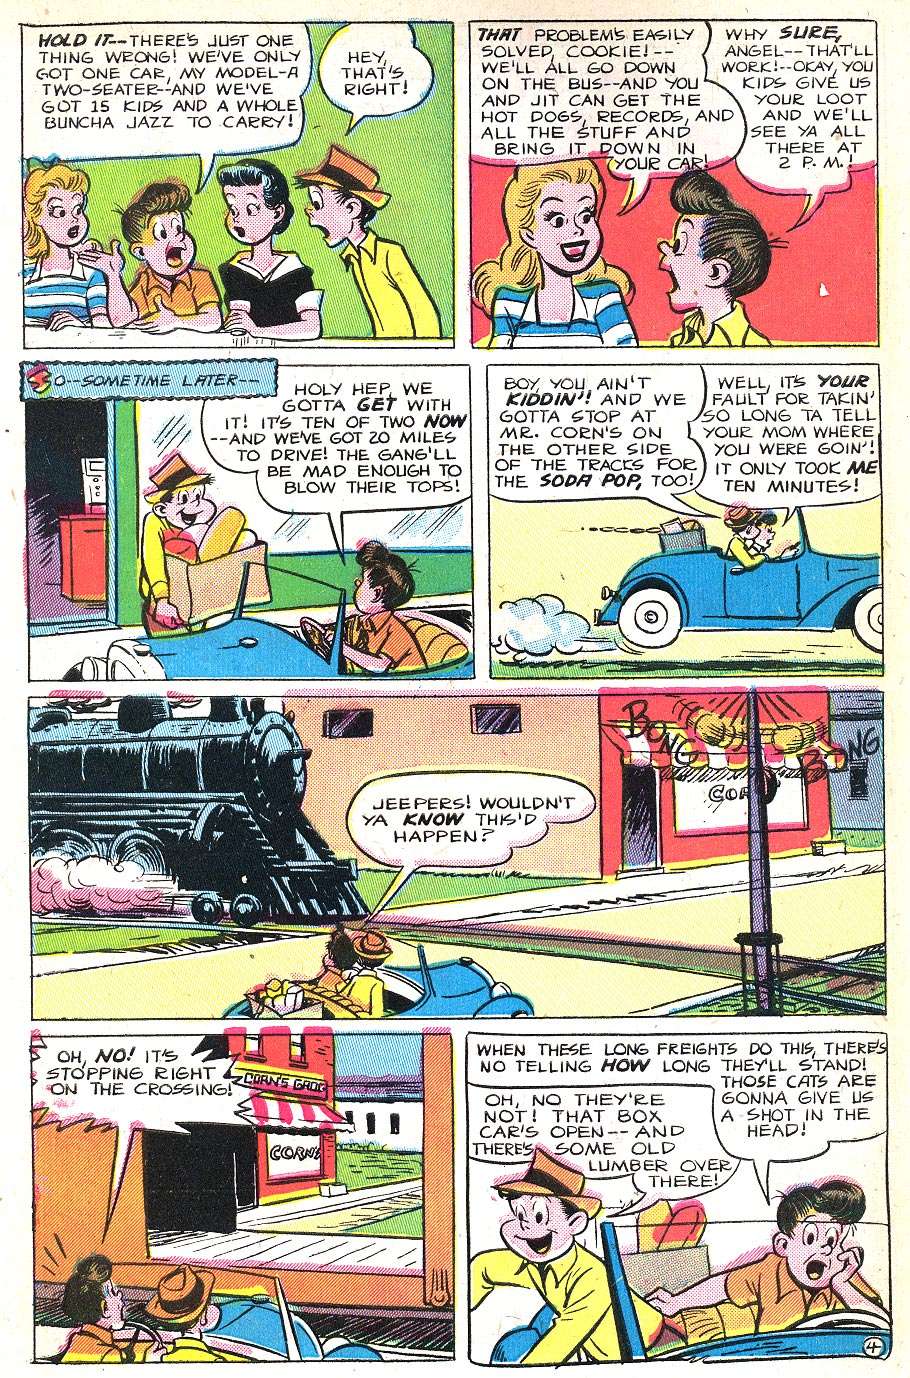 HOLD IT--THERE'S JUST ONE
THING WRONG! WE'VE ONLY
GOT ONE CAR, MY MODEL-A
TWO-SEATER--AND WE'VE
GOT 15 KIDS AND A WHOLE
BUNCHA JAZZ TO CARRY!
HEY,
THAT'S
RIGHT!
THAT PROBLEM'S EASILY
SOLVED, COOKIE!--
WE'LL ALL GO DOWN
ON THE BUS--AND YOU
AND JIT CAN GET THE
HOT DOGS, RECORDS, AND
ALL THE STUFF AND
BRING IT DOWN IN
YOUR CAR!
WHY SURE,
ANGEL--THAT'LL
WORK!--OKAY, YOU
KIDS GIVE US
YOUR LOOT
AND WE'LL
SEE YA ALL
THERE AT
2 P.M.!
SO--SOMETIME LATER--
HOLY HEP, WE
GOTTA GET WITH
IT! IT'S TEN OF TWO NOW
--AND WE'VE GOT 20 MILES
TO DRIVE! THE GANG'LL
BE MAD ENOUGH TO
BLOW THEIR TOPS!
BOY, YOU AIN'T
KIDDIN'! AND WE
GOTTA STOP AT
MR. CORN'S ON
THE OTHER SIDE
OF THE TRACKS FOR
THE SODA POP, TOO!
WELL, IT'S YOUR
FAULT FOR TAKIN'
SO LONG TA TELL
YOUR MOM WHERE
YOU WERE GOIN'!
IT ONLY TOOK ME
TEN MINUTES!
BONG
BONG
COR
JEEPERS! WOULDN'T
YA KNOW THIS'D
HAPPEN?
OH, NO! IT'S
STOPPING RIGHT
ON THE CROSSING!
CORN'S GROC
CORN'S
WHEN THESE LONG FREIGHTS DO THIS, THERE'S
NO TELLING HOW LONG THEY'LL STAND!
THOSE CATS ARE
GONNA GIVE US
A SHOT IN THE
HEAD!
OH, NO THEY'RE
NOT! THAT BOX
CAR'S OPEN--AND
THERE'S SOME OLD
LUMBER OVER
THERE!
4